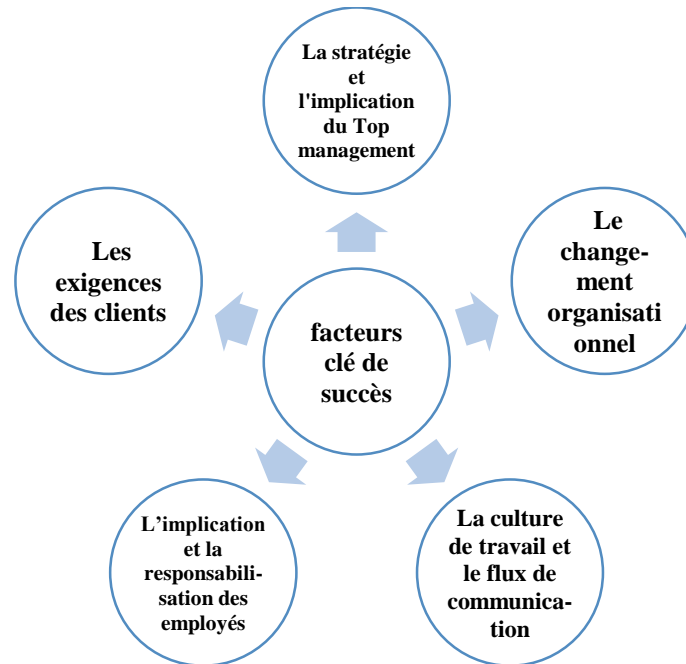 La stratégie
et
l'implication
du Top
management
Les
exigences
des clients
Le
change-
ment
organisati
onnel
facteurs
clé de
succès
L’implication
et la
responsabili-
sation des
employés
La culture
de travail et
le flux de
communica-
tion